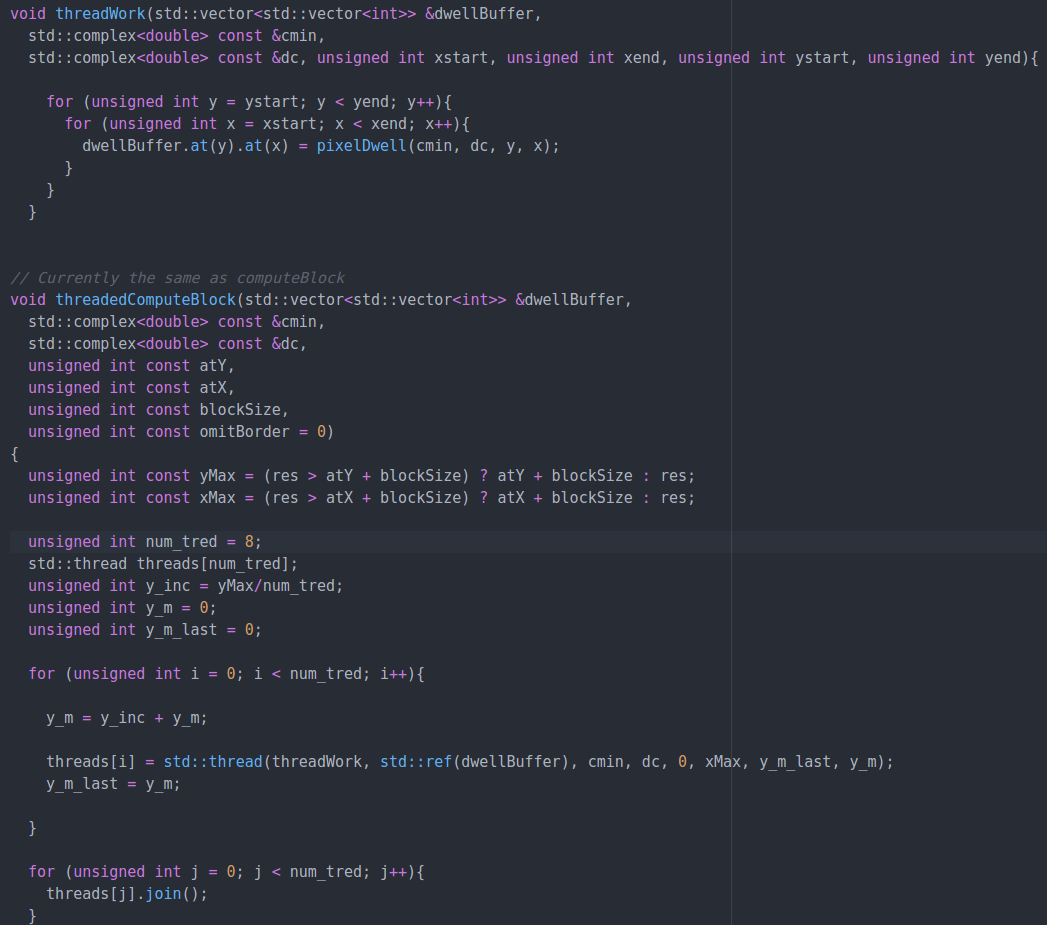 void threadWork(std::vector<std::vector<int>> &dwellBuffer,
  std::complex<double> const &cmin,
  std::complex<double> const &dc, unsigned int xstart, unsigned int xend, unsigned int ystart, unsigned int yend){
    for (unsigned int y = ystart; y < yend; y++){
      for (unsigned int x = xstart; x < xend; x++){
        dwellBuffer.at(y).at(x) = pixelDwell(cmin, dc, y, x);
      }
    }
  }
// Currently the same as computeBlock
void threadedComputeBlock(std::vector<std::vector<int>> &dwellBuffer,
  std::complex<double> const &cmin,
  std::complex<double> const &dc,
  unsigned int const atY,
  unsigned int const atX,
  unsigned int const blockSize,
  unsigned int const omitBorder = 0)
{
  unsigned int const yMax = (res > atY + blockSize) ? atY + blockSize : res;
  unsigned int const xMax = (res > atX + blockSize) ? atX + blockSize : res;
  unsigned int num_tred = 8;
  std::thread threads[num_tred];
  unsigned int y_inc = yMax/num_tred;
  unsigned int y_m = 0;
  unsigned int y_m_last = 0;
  for (unsigned int i = 0; i < num_tred; i++){
    y_m = y_inc + y_m;
    threads[i] = std::thread(threadWork, std::ref(dwellBuffer), cmin, dc, 0, xMax, y_m_last, y_m);
    y_m_last = y_m;
  }
  for (unsigned int j = 0; j < num_tred; j++){
    threads[j].join();
  }